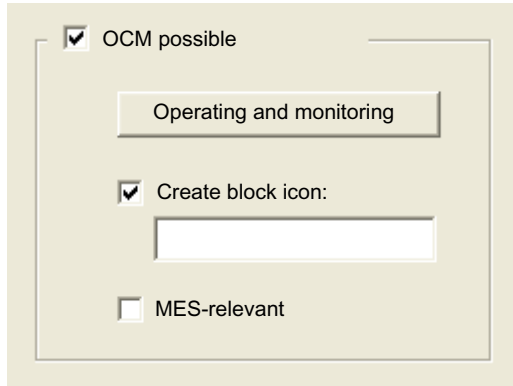 OCM possible
Operating and monitoring
Create block icon:
MES-relevant